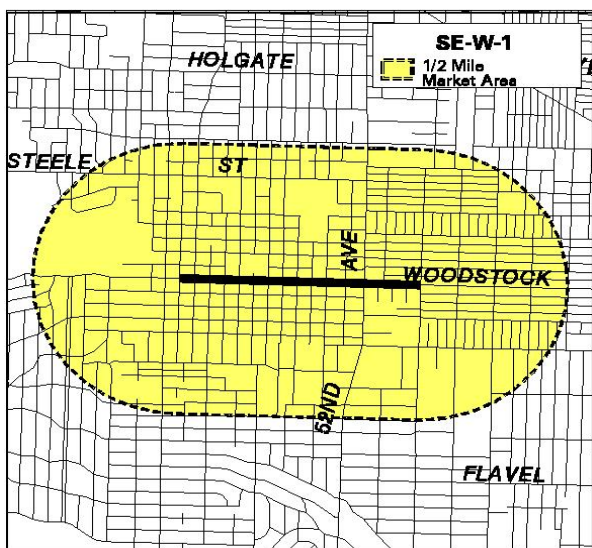 SE-W-1
1/2 Mile
Market Area
HOLGATE
STEELE
ST
AVE
WOODSTOCK
52ND
FLAVEL